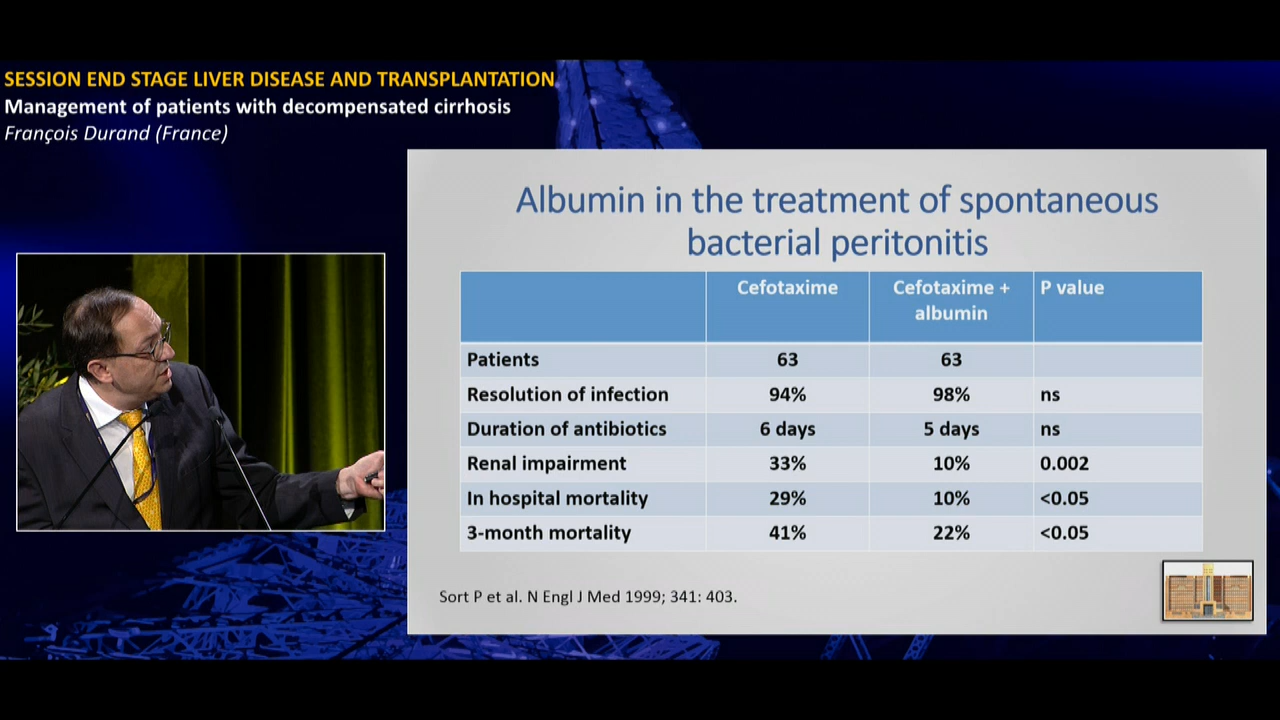 SESSION END STAGE LIVER DISEASE AND TRANSPLANTATION
Management of patients with decompensated cirrhosis
François Durand (France)
Albumin in the treatment of spontaneous
bacterial peritonitis
Cefotaxime
Cefotaxime +
albumin
P value
Patients 63 63
Resolution of infection 94% 98% ns
Duration of antibiotics 6 days 5 days ns
Renal impairment 33% 10% 0.002
In hospital mortality 29% 10% <0.05
3-month mortality 41% 22% <0.05
Sort P et al. N Engl J Med 1999; 341: 403.